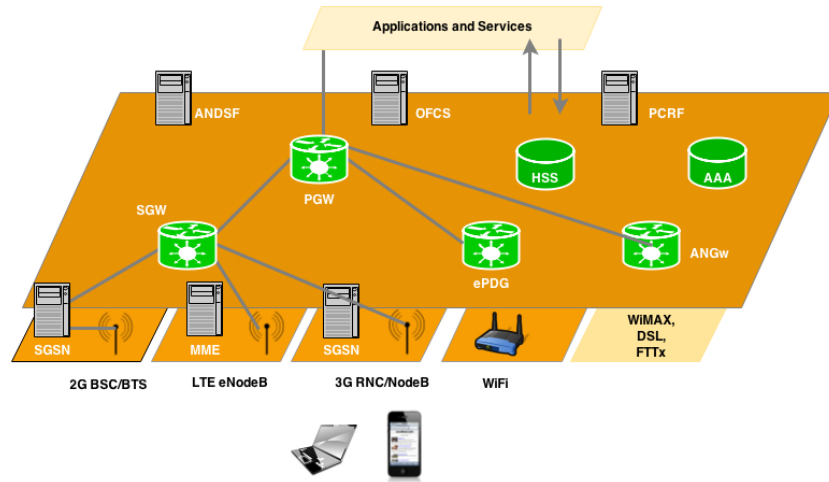 Applications and Services
ANDSF
OFCS
PCRF
HSS
AAA
PGW
SGW
ePDG
ANGw
SGSN
MME
SGSN
WiMAX,
DSL,
FTTx
2G BSC/BTS
LTE eNodeB
3G RNC/NodeB
WiFi